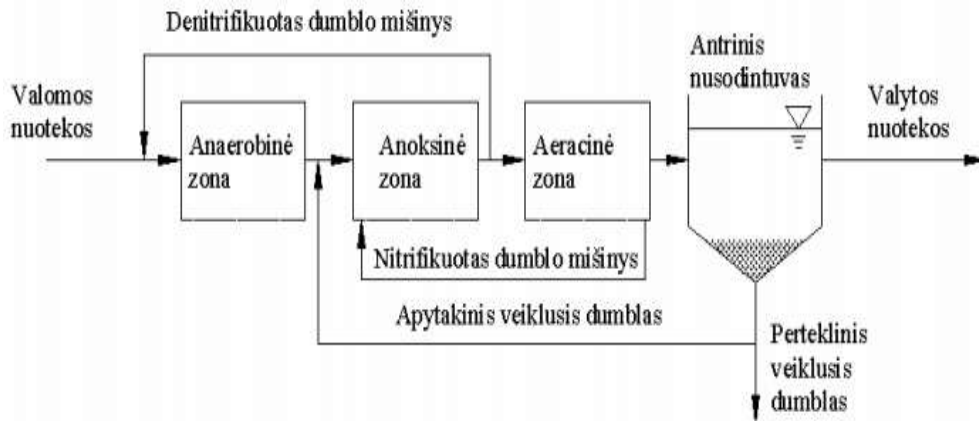 Denitrifikuotas dumblo mišinys
Antrinis
nusodintuvas
Valomos
nuotekos
Valytos
nuotekos
Anaerobinė
zona
Anoksinė
zona
Aeracinė
zona
Nitrifikuotas dumblo mišinys
Apytakinis veiklusis dumblas
Perteklinis
veiklusis
dumblas